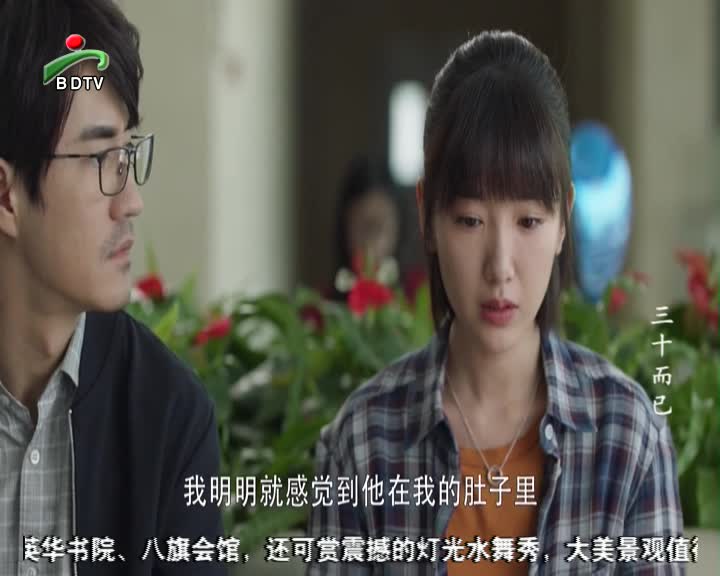 BDTV
三十而已
我明明就感觉到他在我的肚子里
英华书院、八旗会馆，还可赏震撼的灯光水舞秀，大美景观值